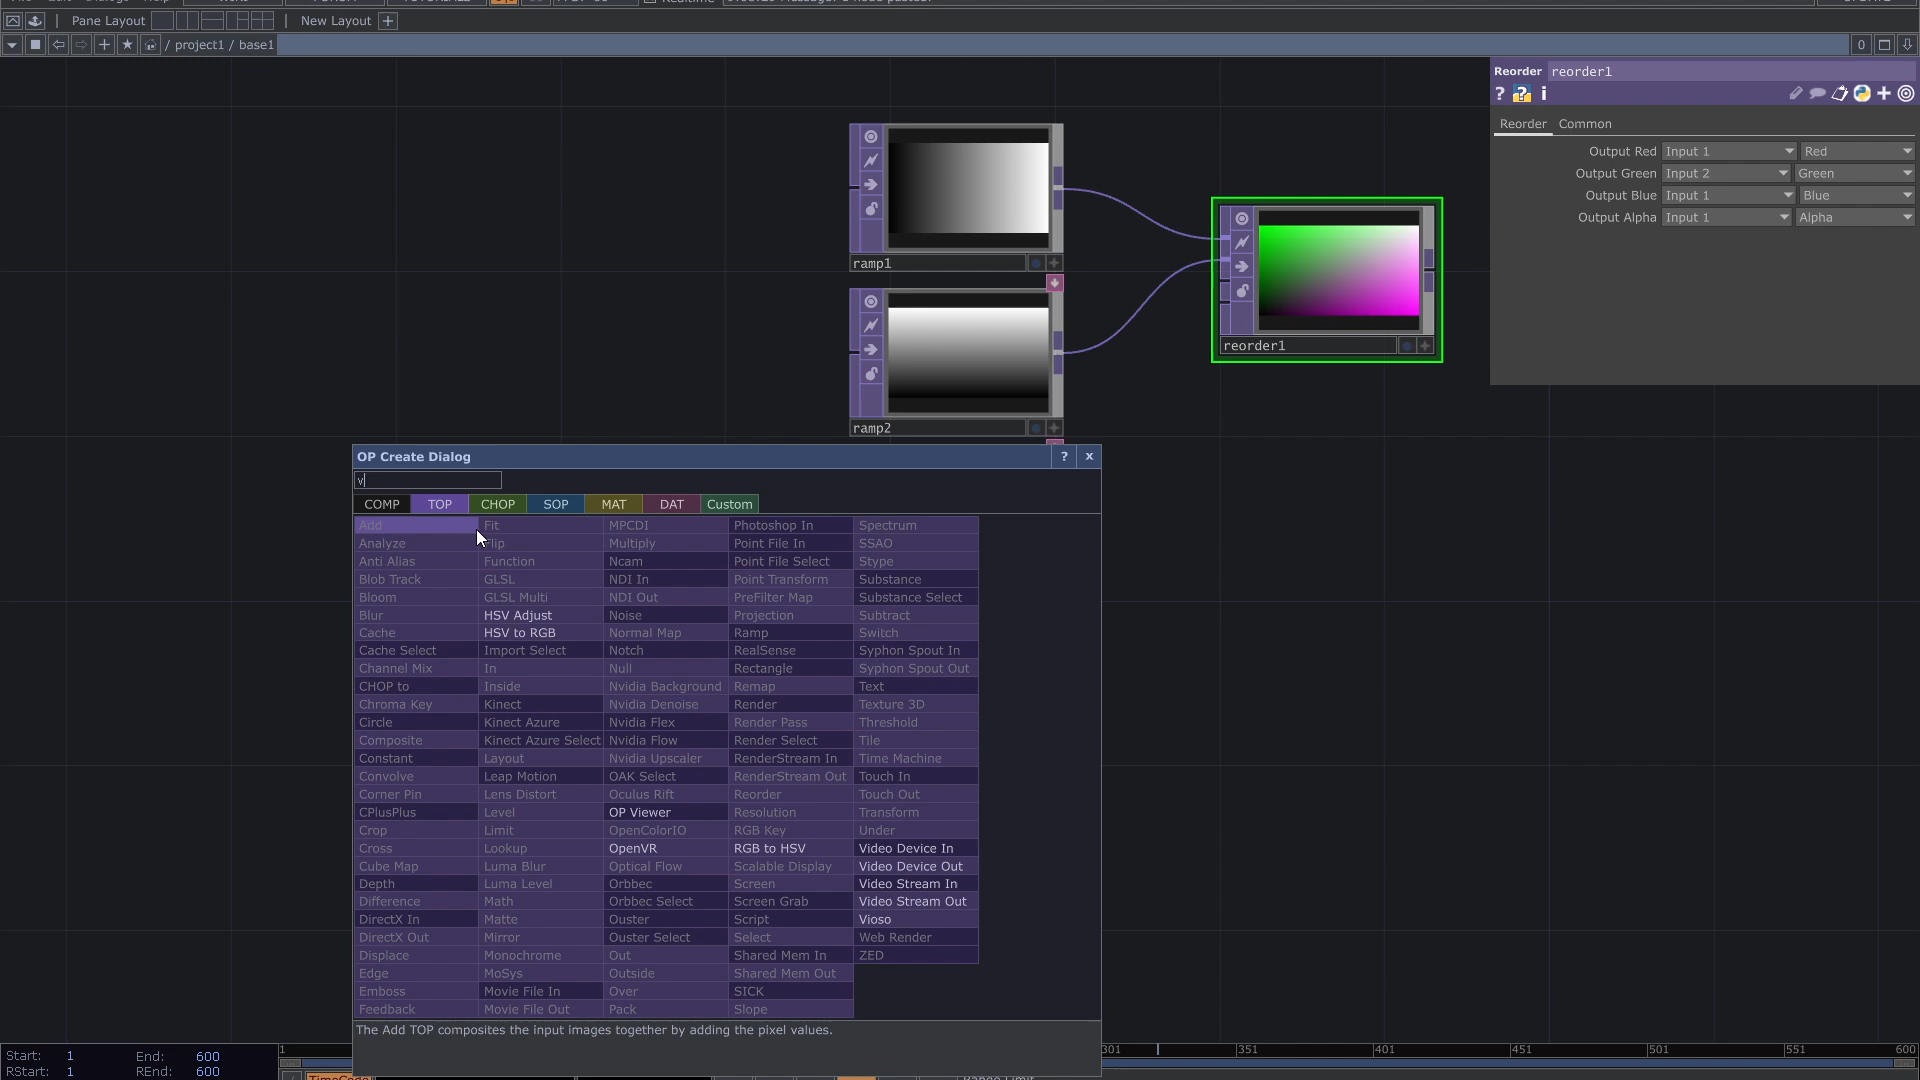 Pane Layout New Layout
/ project1 / base1 0
Reorder reorder1
Reorder Common
Output Red Input 1 Red
Output Green Input 2 Green
Output Blue Input 1 Blue
Output Alpha Input 1 Alpha
ramp1
reorder1
ramp2
OP Create Dialog ? x
v
COMP TOP CHOP SOP MAT DAT Custom
Add Fit MPCDI Photoshop In Spectrum
Analyze Flip Multiply Point File In SSAO
Anti Alias Function Ncam Point File Select Stype
Blob Track GLSL NDI In Point Transform Substance
Bloom GLSL Multi NDI Out PreFilter Map Substance Select
Blur HSV Adjust Noise Projection Subtract
Cache HSV to RGB Normal Map Ramp Switch
Cache Select Import Select Notch RealSense Syphon Spout In
Channel Mix In Null Rectangle Syphon Spout Out
CHOP to Inside Nvidia Background Remap Text
Chroma Key Kinect Nvidia Denoise Render Texture 3D
Circle Kinect Azure Nvidia Flex Render Pass Threshold
Composite Kinect Azure Select Nvidia Flow Render Select Tile
Constant Layout Nvidia Upscaler RenderStream In Time Machine
Convolve Leap Motion OAK Select RenderStream Out Touch In
Corner Pin Lens Distort Oculus Rift Reorder Touch Out
CPlusPlus Level OP Viewer Resolution Transform
Crop Limit OpenColorIO RGB Key Under
Cross Lookup OpenVR RGB to HSV Video Device In
Cube Map Luma Blur Optical Flow Scalable Display Video Device Out
Depth Luma Level Orbbec Screen Video Stream In
Difference Math Orbbec Select Screen Grab Video Stream Out
DirectX In Matte Ouster Script Vioso
DirectX Out Mirror Ouster Select Select Web Render
Displace Monochrome Out Shared Mem In ZED
Edge MoSys Outside Shared Mem Out
Emboss Movie File In Over SICK
Feedback Movie File Out Pack Slope
The Add TOP composites the input images together by adding the pixel values.
Start: 1 End: 600
RStart: 1 REnd: 600
1 301 351 401 451 501 551 600